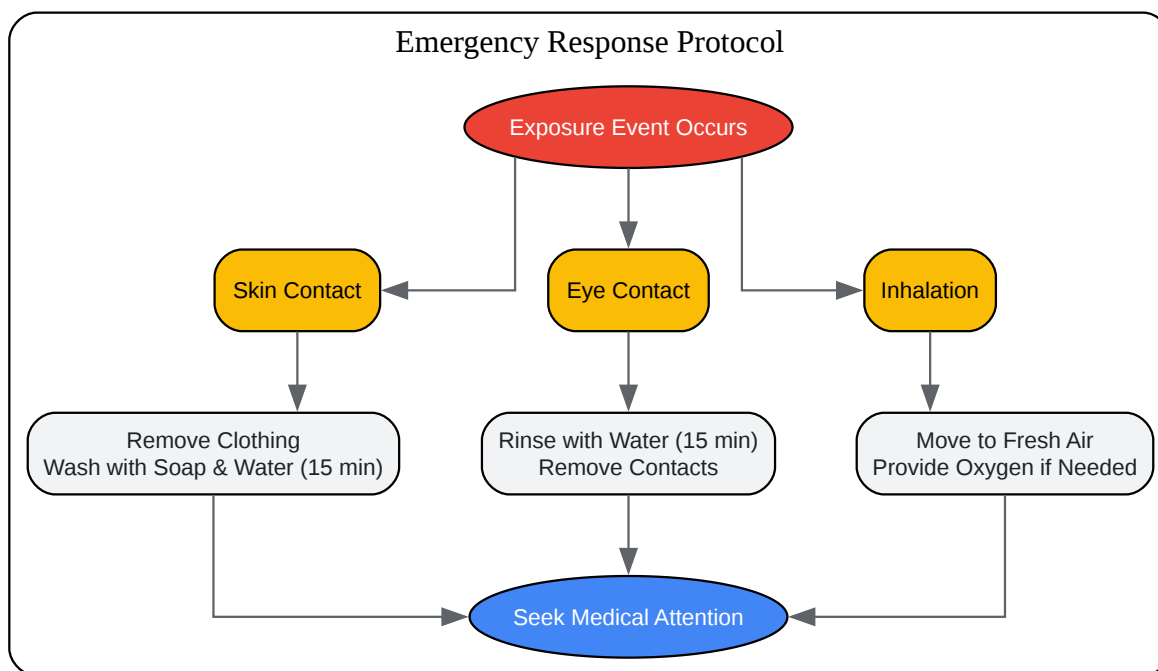 Emergency Response Protocol
Exposure Event Occurs
Skin Contact
Eye Contact
Inhalation
Remove Clothing
Wash with Soap & Water (15 min)
Rinse with Water (15 min)
Remove Contacts
Move to Fresh Air
Provide Oxygen if Needed
Seek Medical Attention